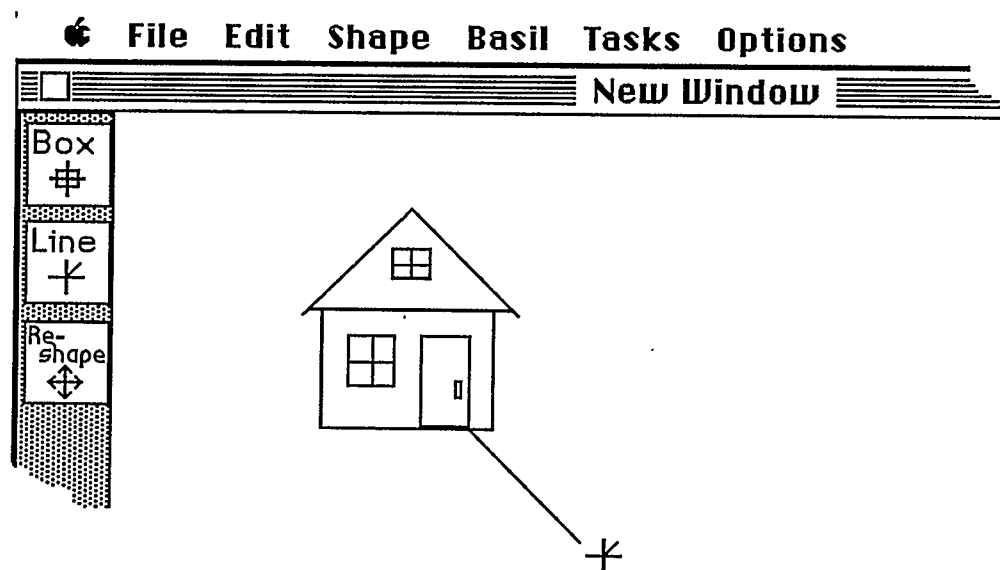 File Edit Shape Basil Tasks Options
New Window
Box
Line
Re-
shape